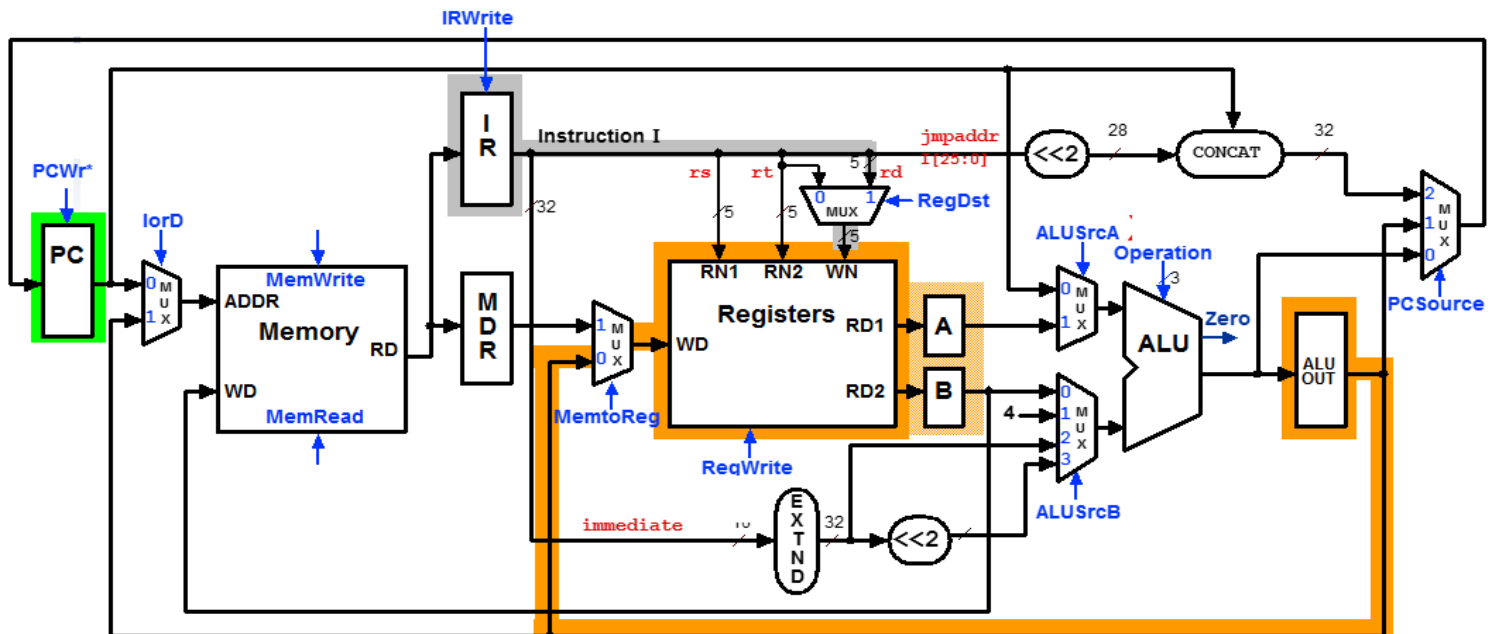 IRWrite
I
R
Instruction I
jmpaddr
I[25:0]
28
32
<<2
CONCAT
5
rs
rt
rd
PCWr*
IorD
32
5
5
0
1
MUX
RegDst
5
2
1
0
M
U
X
PCSource
PC
0
1
M
U
X
MemWrite
ADDR
Memory
RD
WD
MemRead
M
D
R
1
0
M
U
X
MemtoReg
RN1
RN2
WN
Registers
WD
RD1
RD2
RegWrite
A
B
ALUSrcA
Operation
3
0
1
M
U
X
ALU
Zero
ALU
OUT
4
0
1
2
3
M
U
X
ALUSrcB
immediate
E
X
T
N
D
32
<<2